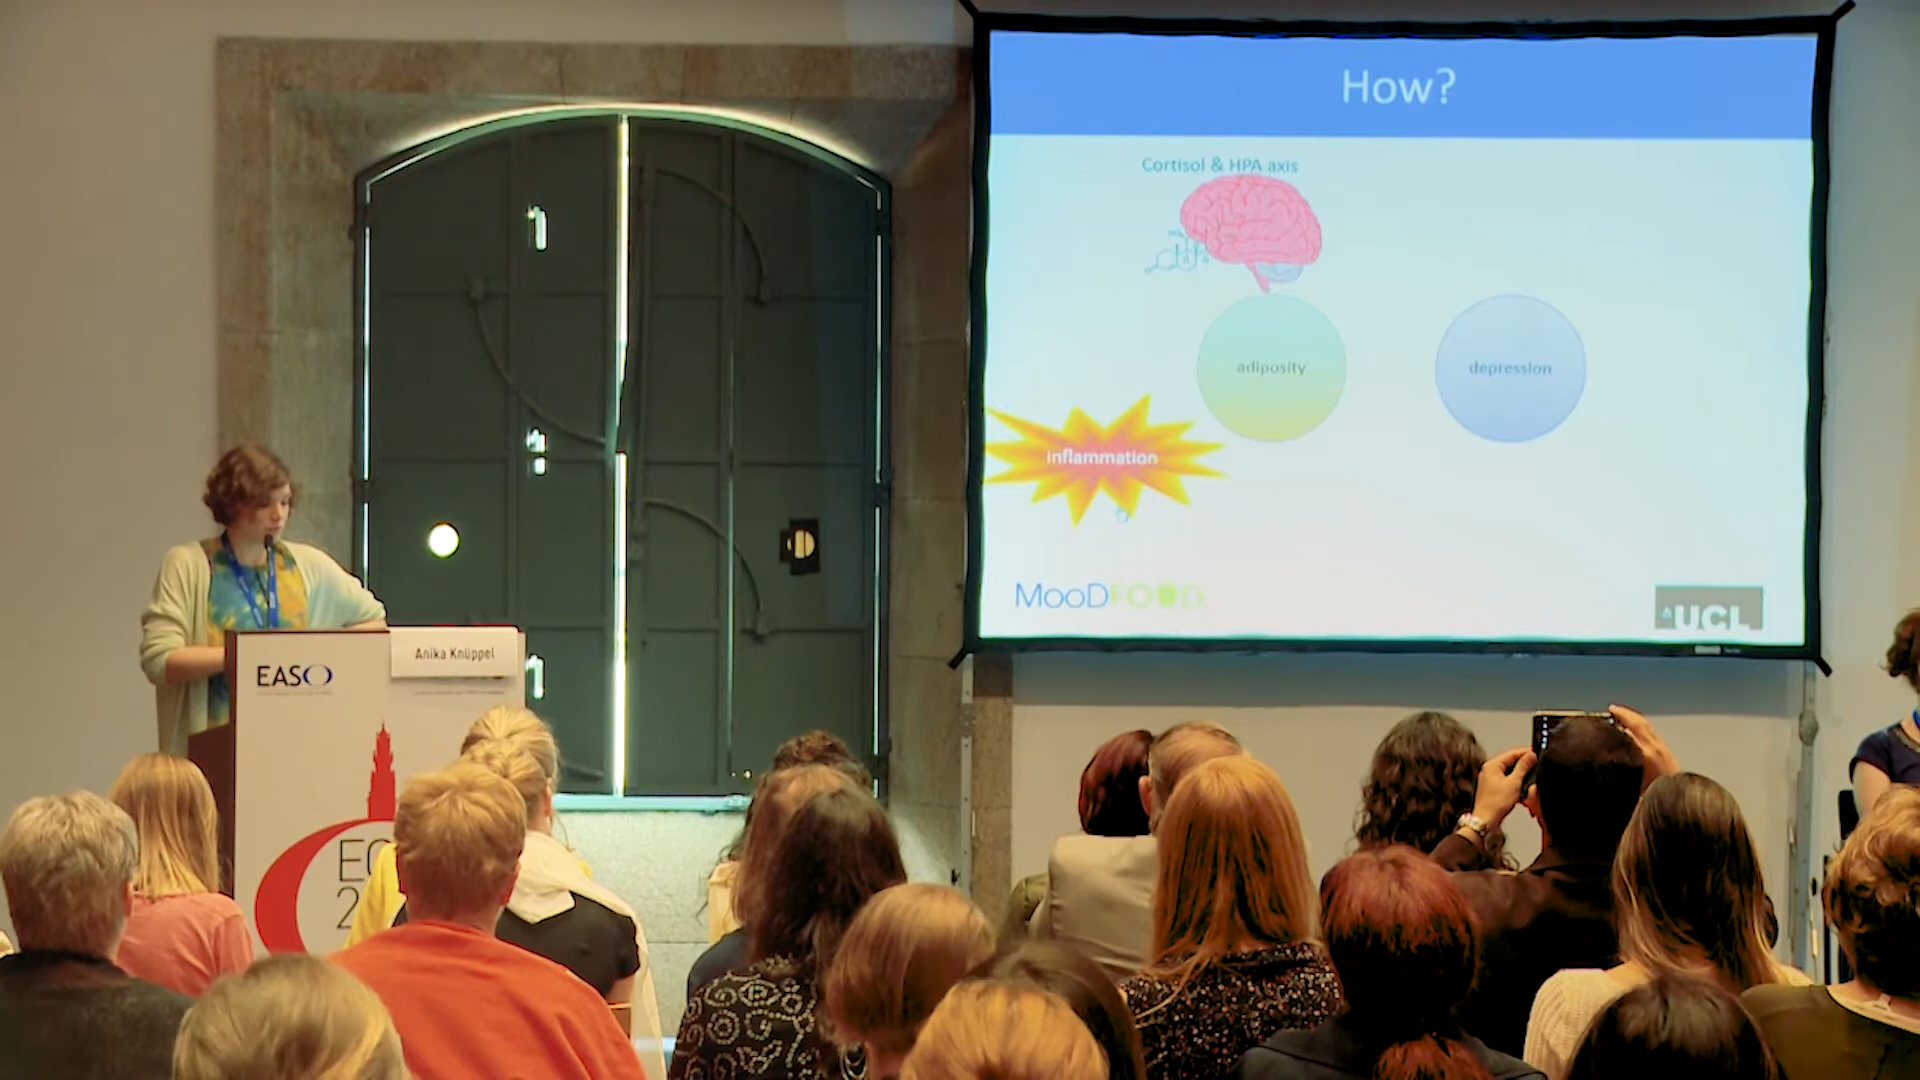 How?
Cortisol & HPA axis
adiposity
depression
inflammation
MooDFOOD
UCL
Anika Knüppel
EASO